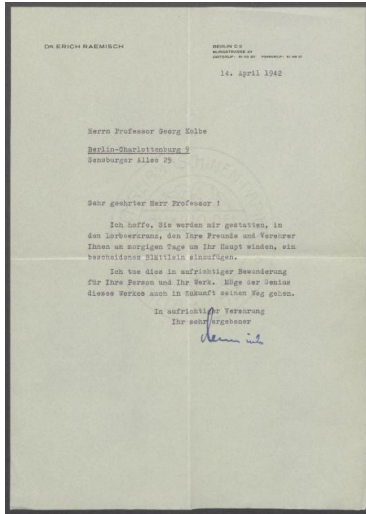 DR. ERICH RAEMISCH
BERLIN C 2
BURGSTRASSE
14. April 1942
Herrn Professor Georg Kolbe
Berlin-Charlottenburg 9
Sensburger Allee 25
Sehr geehrter Herr Professor !
Ich hoffe, Sie werden mir gestatten, in
den Lorbeerkranz, den Ihre Freunde und Verehrer
Ihnen am morgigen Tage um Ihr Haupt winden, ein
bescheidenes Blättlein einzufügen.
Ich tue dies in aufrichtiger Bewunderung
für Ihre Person und Ihr Werk. Möge der Genius
dieses Werkes auch in Zukunft seinen Weg gehen.
In aufrichtiger Verehrung
Ihr sehr ergebener